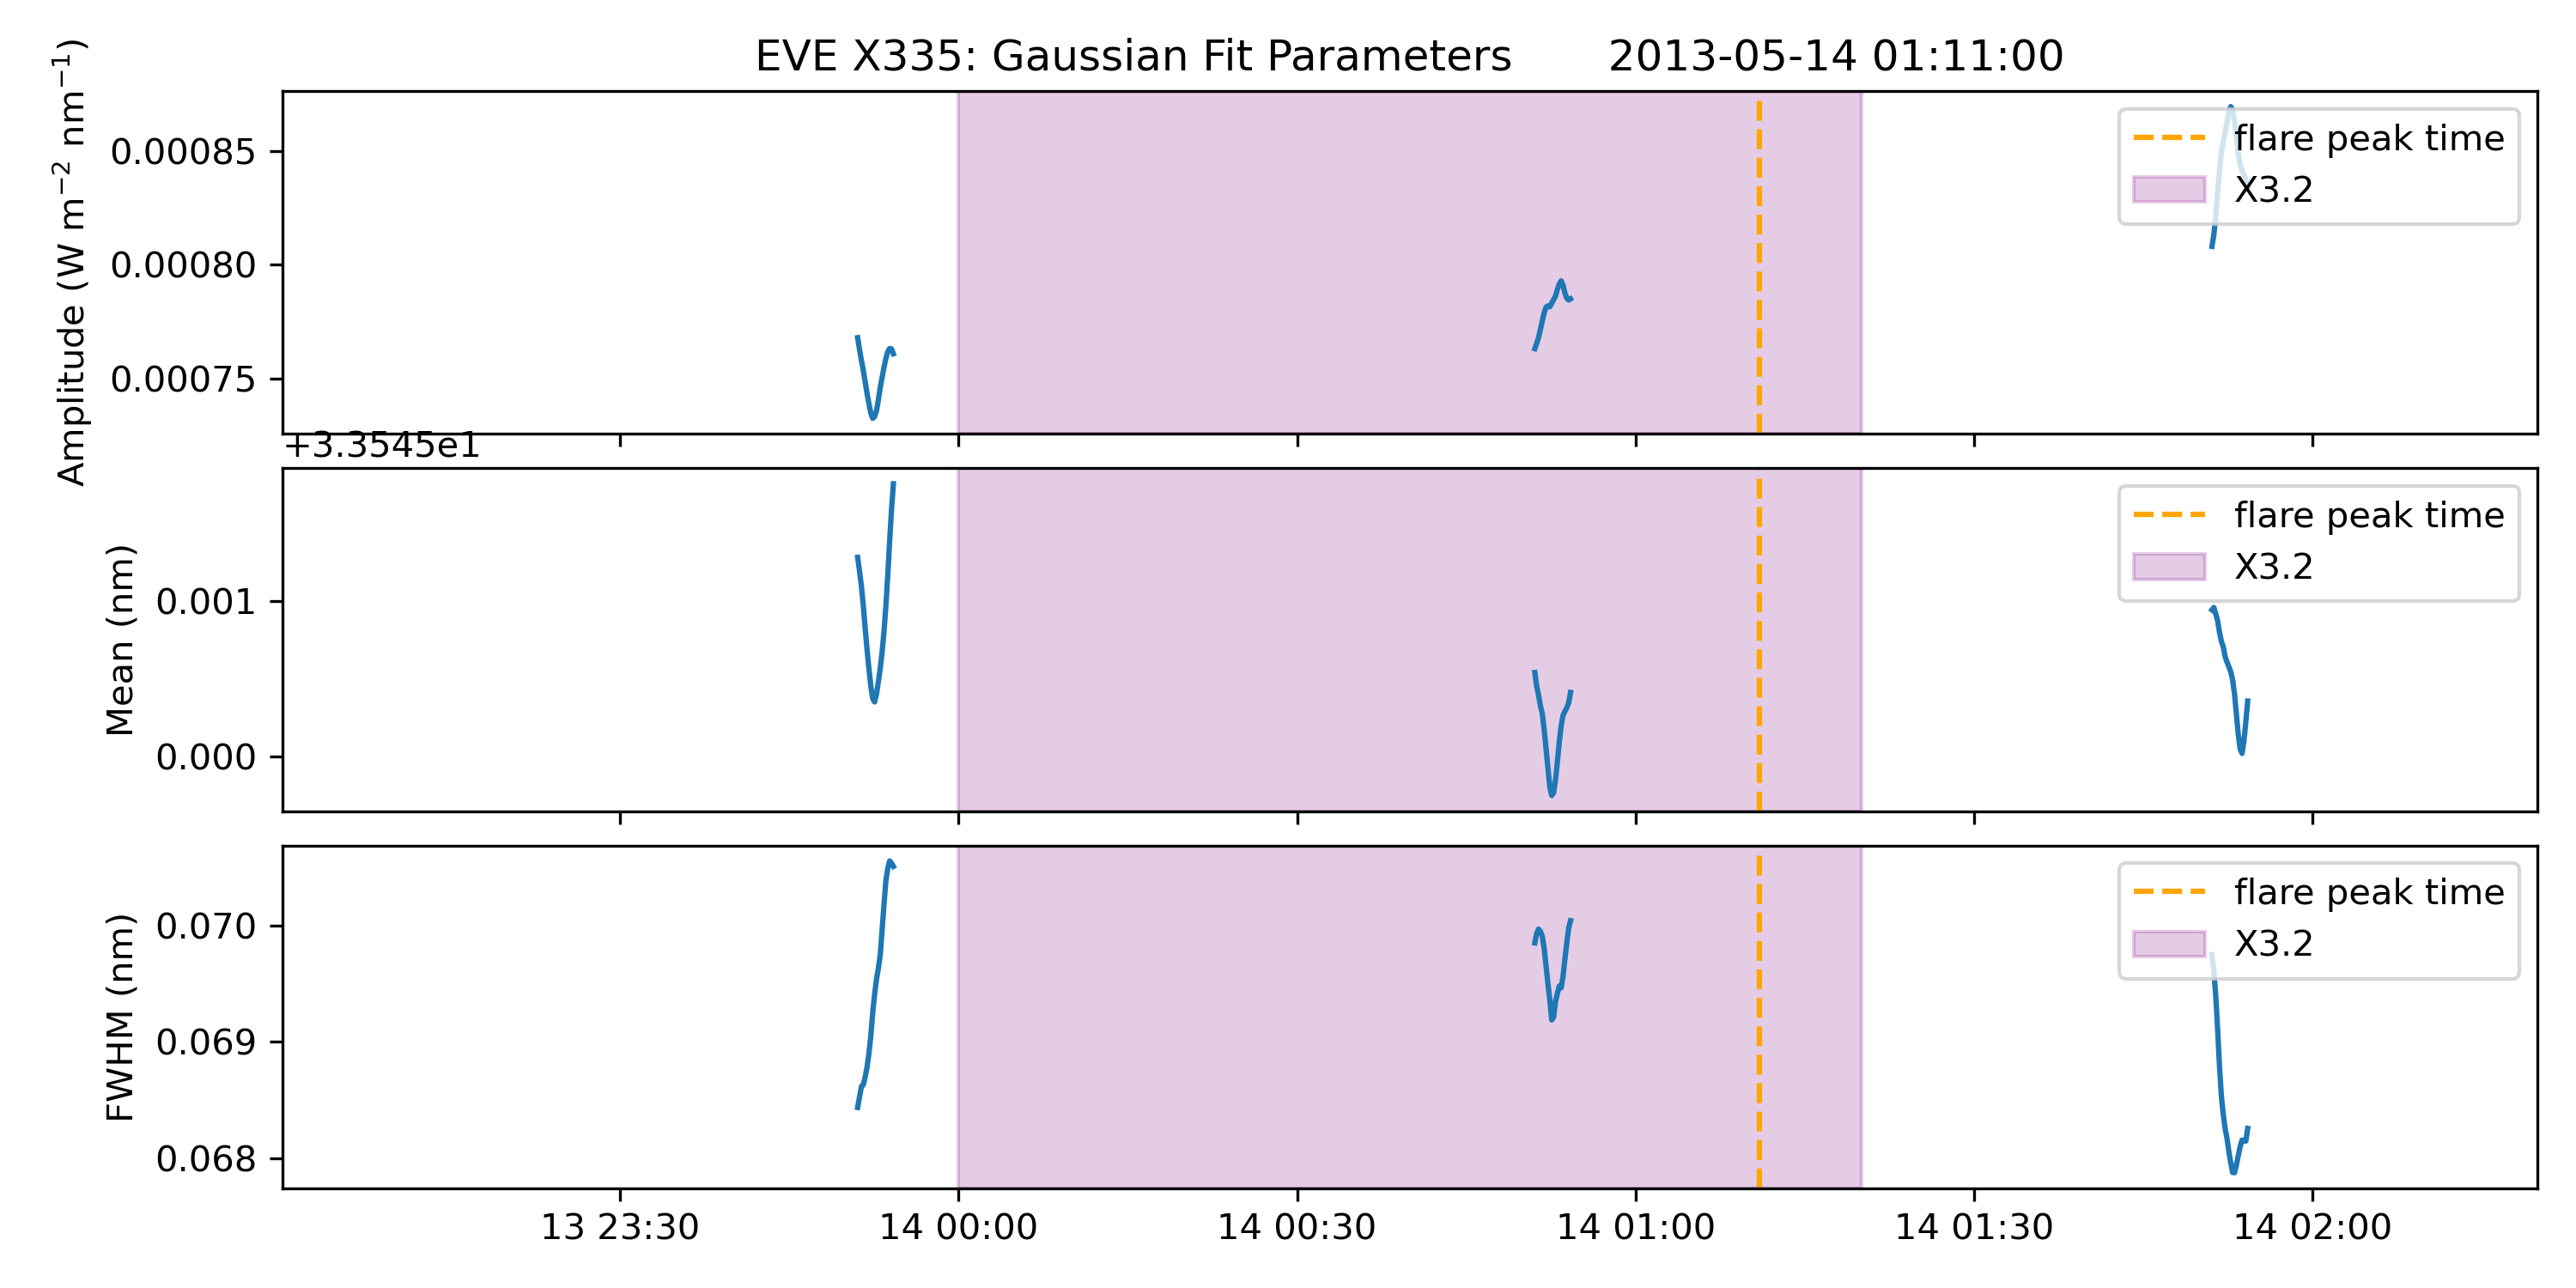 EVE X335: Gaussian Fit Parameters 2013-05-14 01:11:00
Amplitude (W m⁻² nm⁻¹)
0.00085
0.00080
0.00075
flare peak time
X3.2
+3.3545e1
Mean (nm)
0.001
0.000
flare peak time
X3.2
FWHM (nm)
0.070
0.069
0.068
flare peak time
X3.2
13 23:30 14 00:00 14 00:30 14 01:00 14 01:30 14 02:00